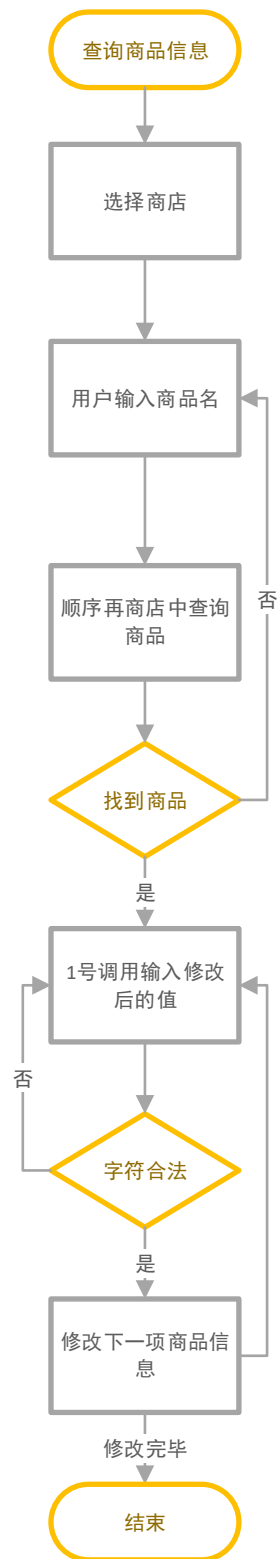 查询商品信息
选择商店
用户输入商品名
顺序再商店中查询
商品
否
找到商品
是
1号调用输入修改
后的值
否
字符合法
是
修改下一项商品信
息
修改完毕
结束